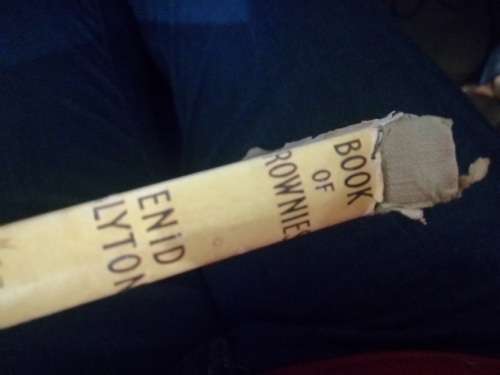 BOOK
OF
ROWNIES
ENiD
LYTON